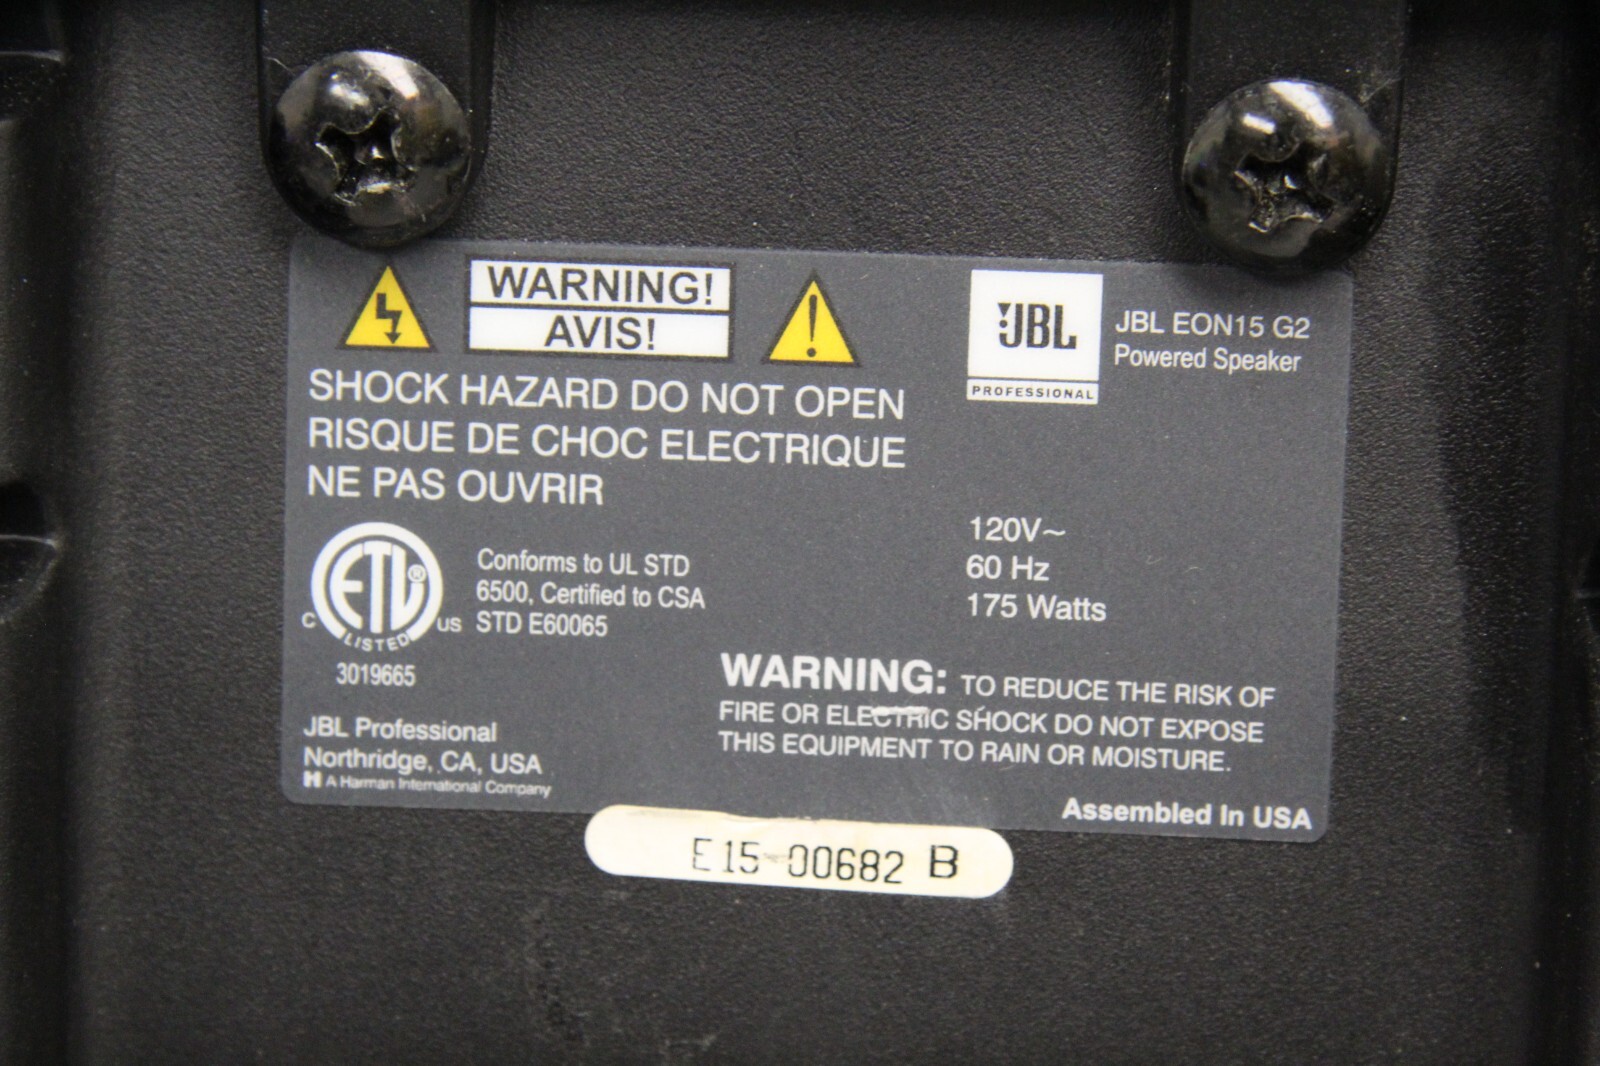 WARNING!
AVIS!
SHOCK HAZARD DO NOT OPEN
RISQUE DE CHOC ELECTRIQUE
NE PAS OUVRIR
JBL
PROFESSIONAL
JBL EON15 G2
Powered Speaker
120V~
60 Hz
175 Watts
ETL®
C US
LISTED
3019665
Conforms to UL STD
6500, Certified to CSA
STD E60065
JBL Professional
Northridge, CA, USA
H A Harman International Company
WARNING: TO REDUCE THE RISK OF
FIRE OR ELECTRIC SHOCK DO NOT EXPOSE
THIS EQUIPMENT TO RAIN OR MOISTURE.
Assembled In USA
E15-00682 B